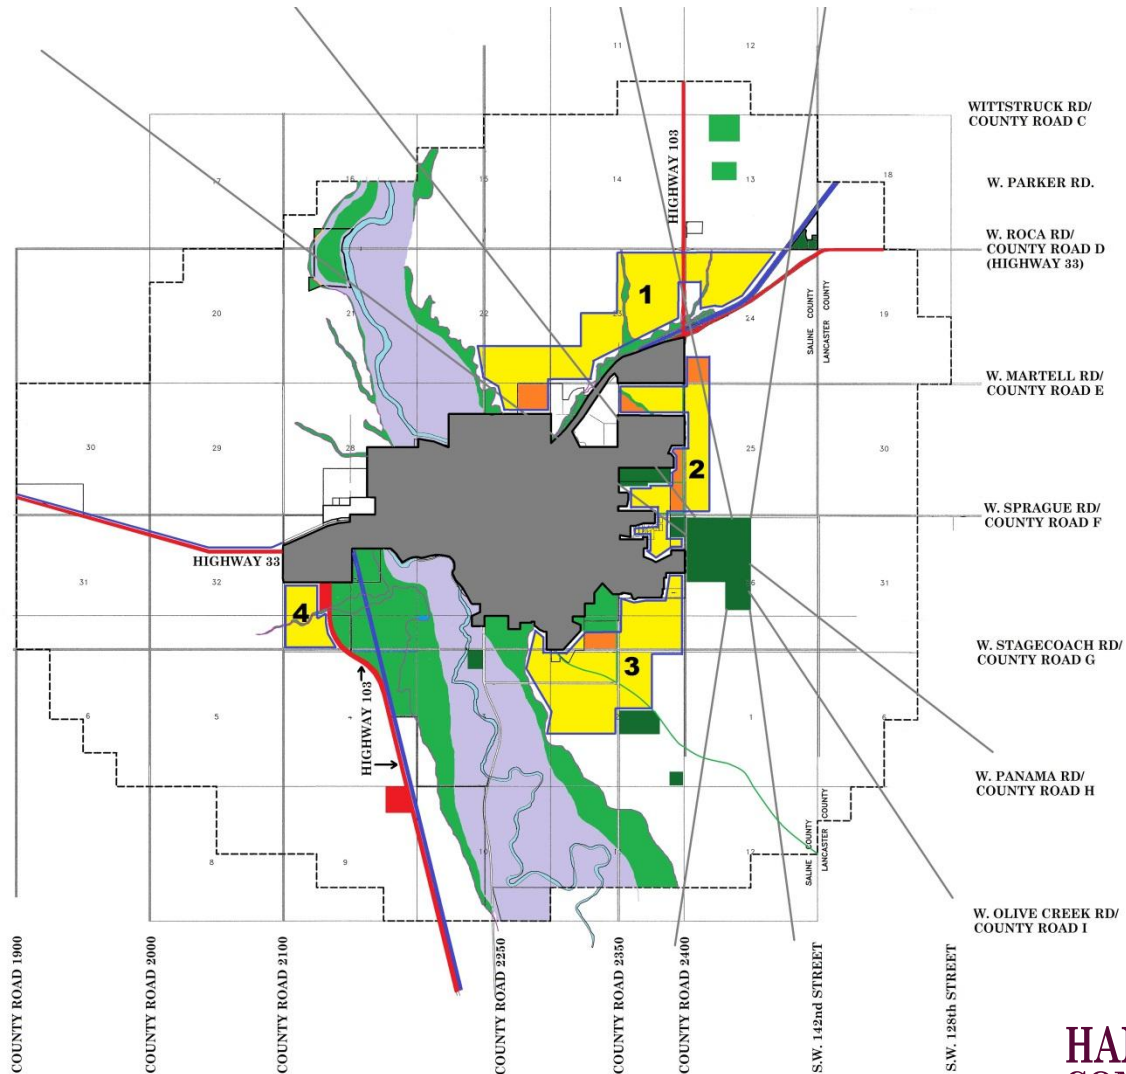 11
12
WITTSTRUCK RD/
COUNTY ROAD C
HIGHWAY 103
17
16
15
14
13
18
W. PARKER RD.
W. ROCA RD/
COUNTY ROAD D
(HIGHWAY 33)
1
20
21
22
23
24
19
SALINE COUNTY
LANCASTER COUNTY
W. MARTELL RD/
COUNTY ROAD E
30
29
28
2
25
30
W. SPRAGUE RD/
COUNTY ROAD F
HIGHWAY 33
31
32
4
31
3
W. STAGECOACH RD/
COUNTY ROAD G
HIGHWAY 103
6
5
4
1
6
W. PANAMA RD/
COUNTY ROAD H
SALINE COUNTY
LANCASTER COUNTY
8
9
10
12
W. OLIVE CREEK RD/
COUNTY ROAD I
COUNTY ROAD 1900
COUNTY ROAD 2000
COUNTY ROAD 2100
COUNTY ROAD 2250
COUNTY ROAD 2350
COUNTY ROAD 2400
S.W. 142nd STREET
S.W. 128th STREET